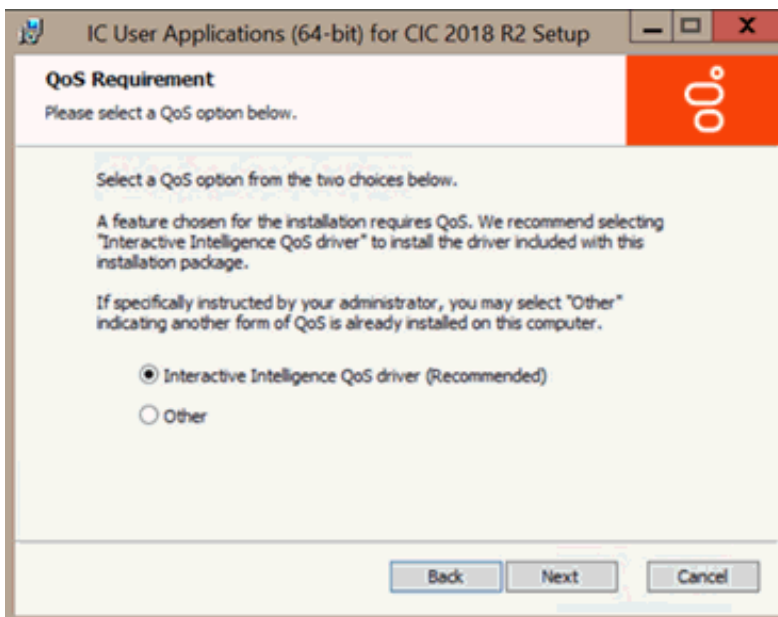 IC User Applications (64-bit) for CIC 2018 R2 Setup
QoS Requirement
Please select a QoS option below.
Select a QoS option from the two choices below.
A feature chosen for the installation requires QoS. We recommend selecting
"Interactive Intelligence QoS driver" to install the driver included with this
installation package.
If specifically instructed by your administrator, you may select "Other"
indicating another form of QoS is already installed on this computer.
Interactive Intelligence QoS driver (Recommended)
Other
Back Next Cancel